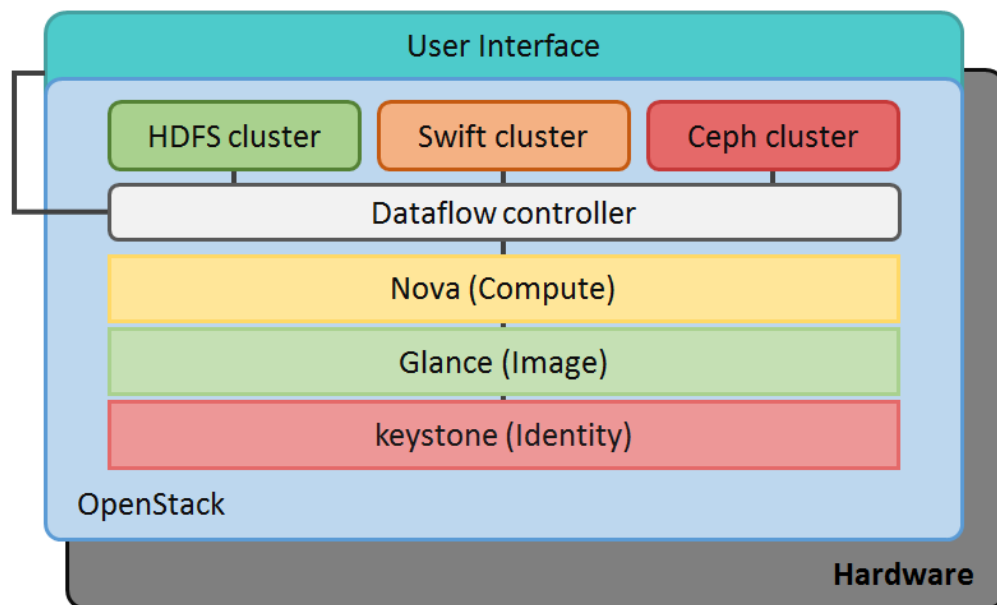 User Interface
HDFS cluster
Swift cluster
Ceph cluster
Dataflow controller
Nova (Compute)
Glance (Image)
keystone (Identity)
OpenStack
Hardware